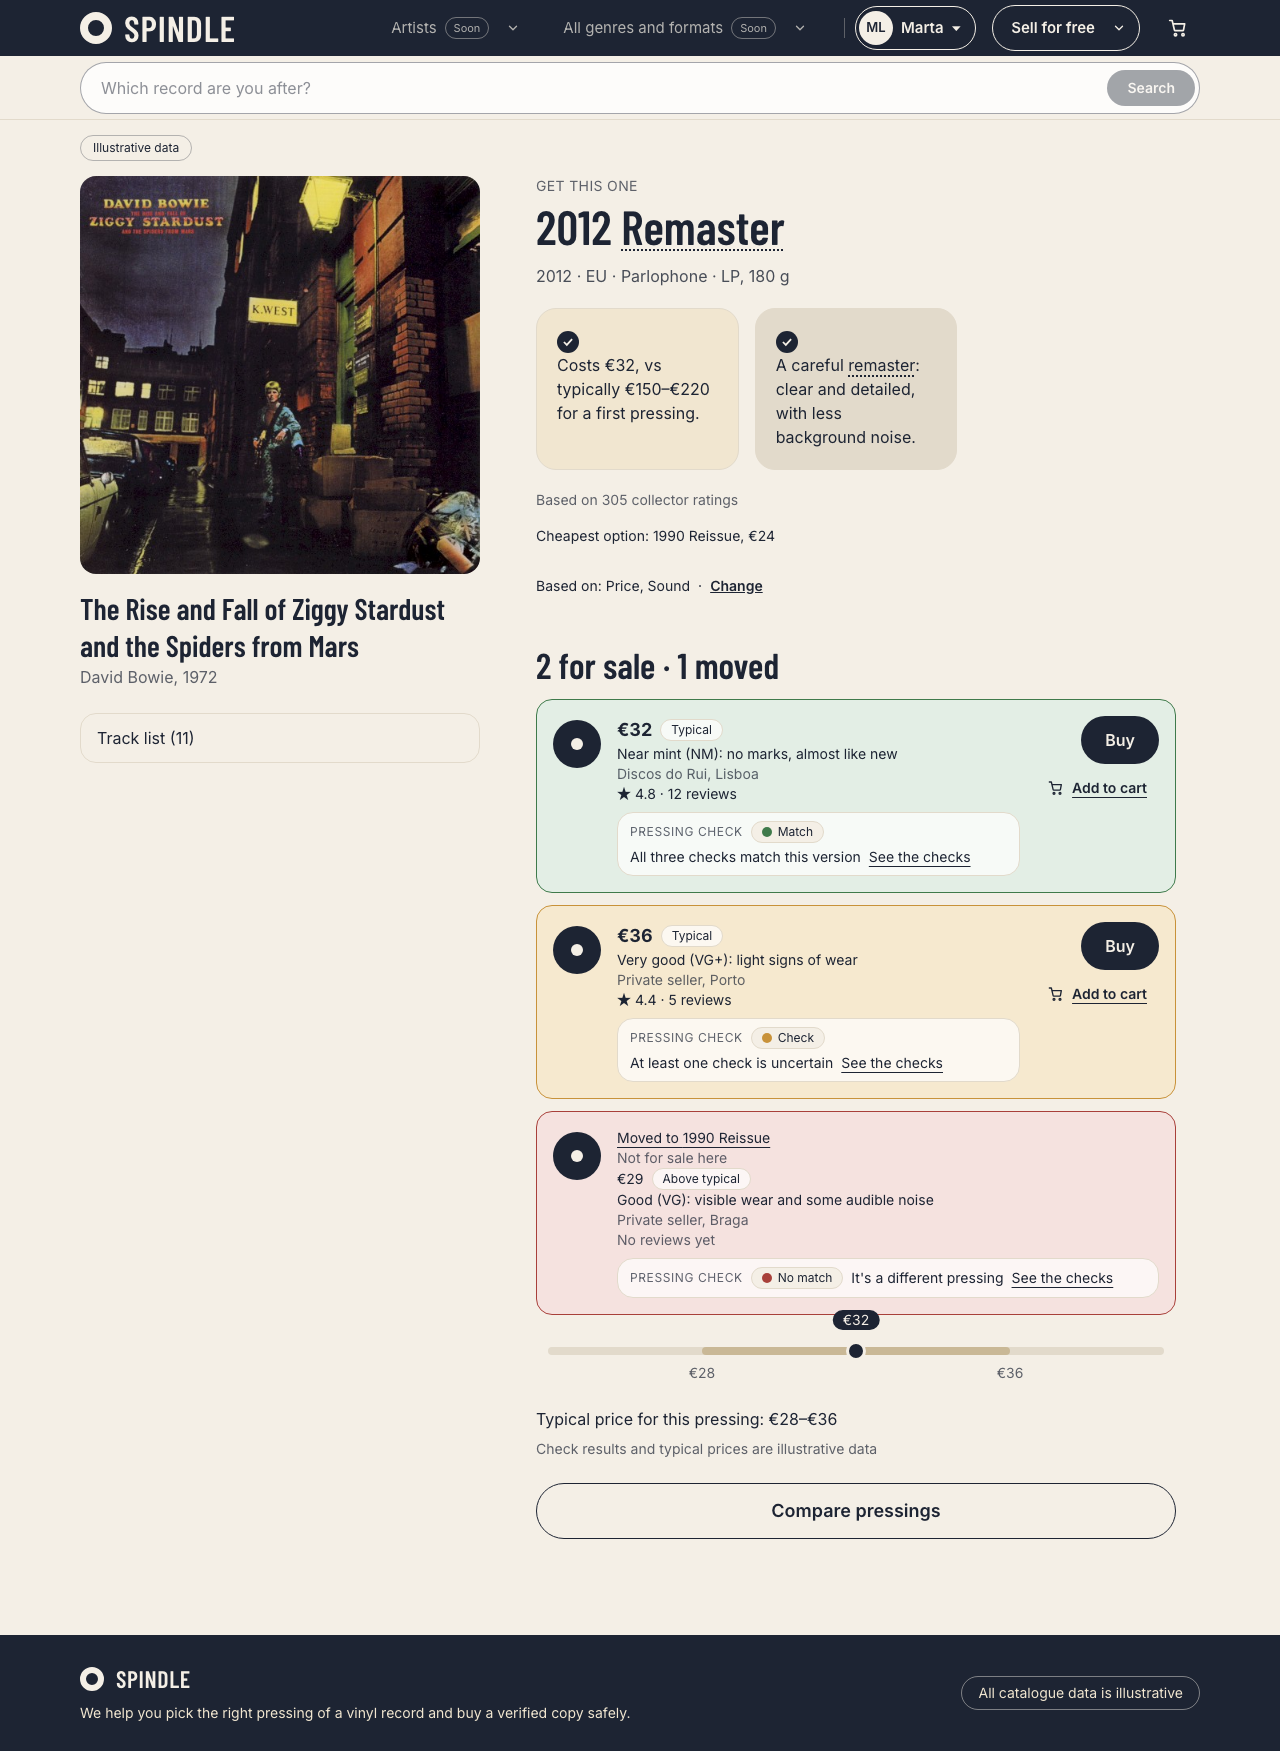 SPINDLE
Artists Soon
All genres and formats Soon
ML Marta
Sell for free
Which record are you after?
Search
Illustrative data
DAVID BOWIE
THE RISE AND FALL OF
ZIGGY STARDUST
AND THE SPIDERS FROM MARS
K.WEST
The Rise and Fall of Ziggy Stardust
and the Spiders from Mars
David Bowie, 1972
Track list (11)
GET THIS ONE
2012 Remaster
2012 · EU · Parlophone · LP, 180 g
Costs €32, vs
typically €150–€220
for a first pressing.
A careful remaster:
clear and detailed,
with less
background noise.
Based on 305 collector ratings
Cheapest option: 1990 Reissue, €24
Based on: Price, Sound · Change
2 for sale · 1 moved
€32 Typical
Near mint (NM): no marks, almost like new
Discos do Rui, Lisboa
★ 4.8 · 12 reviews
PRESSING CHECK Match
All three checks match this version See the checks
Buy
Add to cart
€36 Typical
Very good (VG+): light signs of wear
Private seller, Porto
★ 4.4 · 5 reviews
PRESSING CHECK Check
At least one check is uncertain See the checks
Buy
Add to cart
Moved to 1990 Reissue
Not for sale here
€29 Above typical
Good (VG): visible wear and some audible noise
Private seller, Braga
No reviews yet
PRESSING CHECK No match It's a different pressing See the checks
€32
€28 €36
Typical price for this pressing: €28–€36
Check results and typical prices are illustrative data
Compare pressings
SPINDLE
We help you pick the right pressing of a vinyl record and buy a verified copy safely.
All catalogue data is illustrative